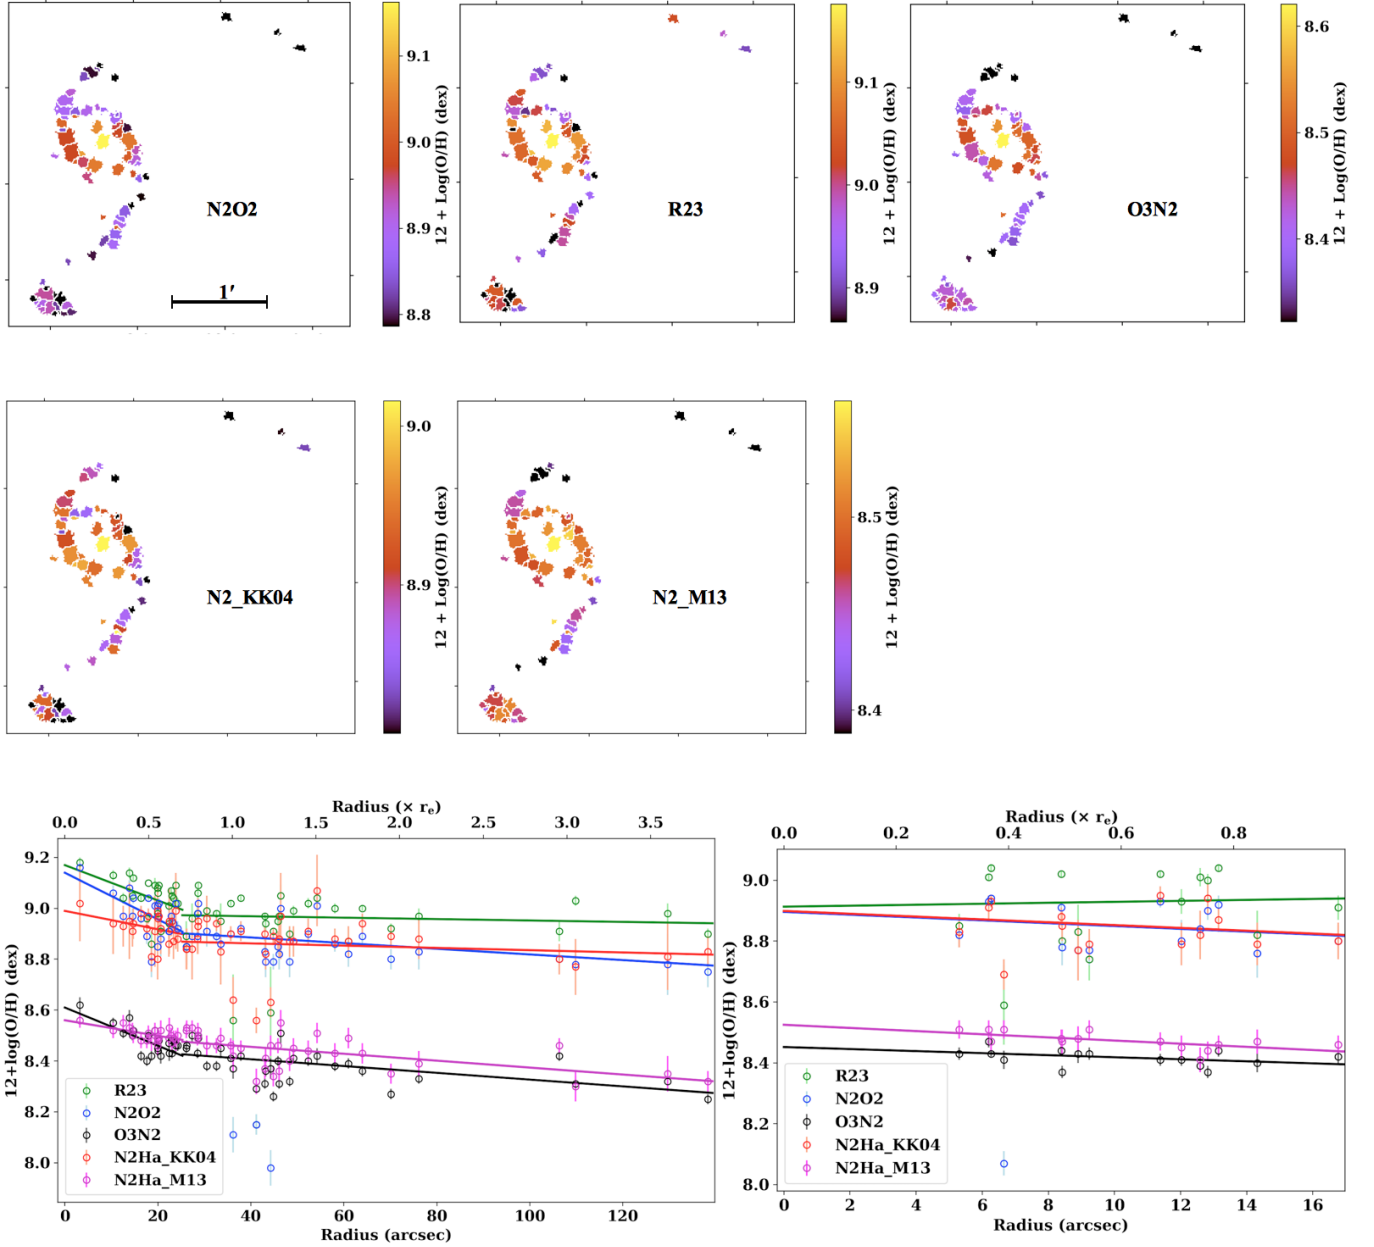 N2O2
1′
9.1
9.0
8.9
8.8
12 + Log(O/H) (dex)
R23
9.1
9.0
8.9
12 + Log(O/H) (dex)
O3N2
8.6
8.5
8.4
12 + Log(O/H) (dex)
N2_KK04
9.0
8.9
12 + Log(O/H) (dex)
N2_M13
8.5
8.4
12 + Log(O/H) (dex)
Radius (× re)
0.0 0.5 1.0 1.5 2.0 2.5 3.0 3.5
12+log(O/H) (dex)
9.2
9.0
8.8
8.6
8.4
8.2
8.0
R23
N2O2
O3N2
N2Ha_KK04
N2Ha_M13
0 20 40 60 80 100 120
Radius (arcsec)
Radius (× re)
0.0 0.2 0.4 0.6 0.8
12+log(O/H) (dex)
9.0
8.8
8.6
8.4
8.2
8.0
R23
N2O2
O3N2
N2Ha_KK04
N2Ha_M13
0 2 4 6 8 10 12 14 16
Radius (arcsec)